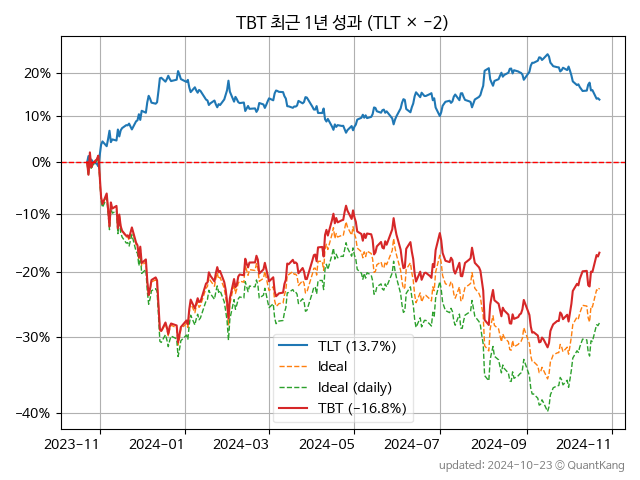 TBT 최근 1년 성과 (TLT × −2)
20%
10%
0%
−10%
−20%
−30%
−40%
TLT (13.7%)
Ideal
Ideal (daily)
TBT (−16.8%)
2023−11
2024−01
2024−03
2024−05
2024−07
2024−09
2024−11
updated: 2024-10-23 ⓒ QuantKang